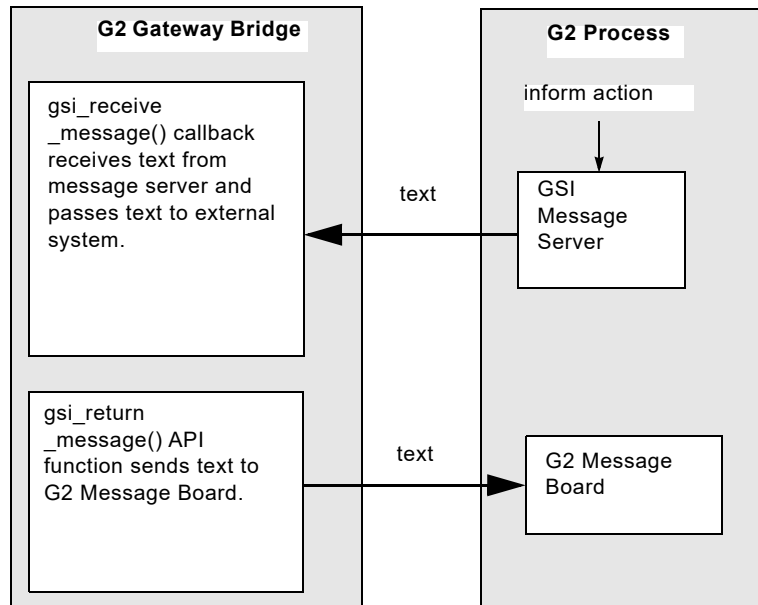 G2 Gateway Bridge
gsi_receive
_message() callback
receives text from
message server and
passes text to external
system.
text
G2 Process
inform action
GSI
Message
Server
gsi_return
_message() API
function sends text to
G2 Message Board.
text
G2 Message
Board